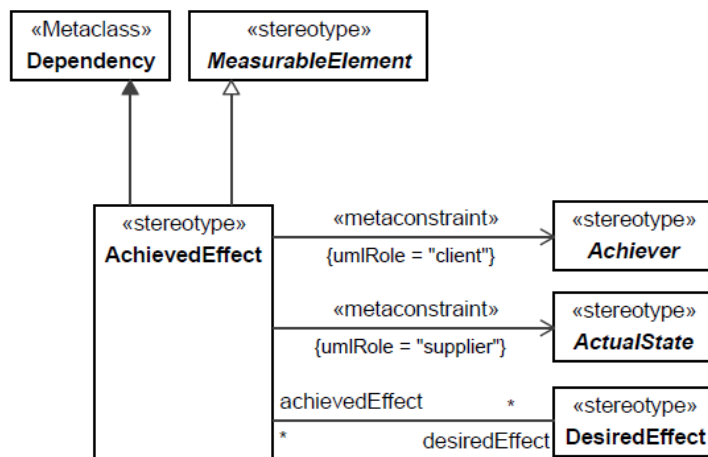 «Metaclass»
Dependency
«stereotype»
MeasurableElement
«stereotype»
AchievedEffect
«metaconstraint»
{umlRole = "client"}
«stereotype»
Achiever
«metaconstraint»
{umlRole = "supplier"}
«stereotype»
ActualState
achievedEffect
*
*
desiredEffect
«stereotype»
DesiredEffect